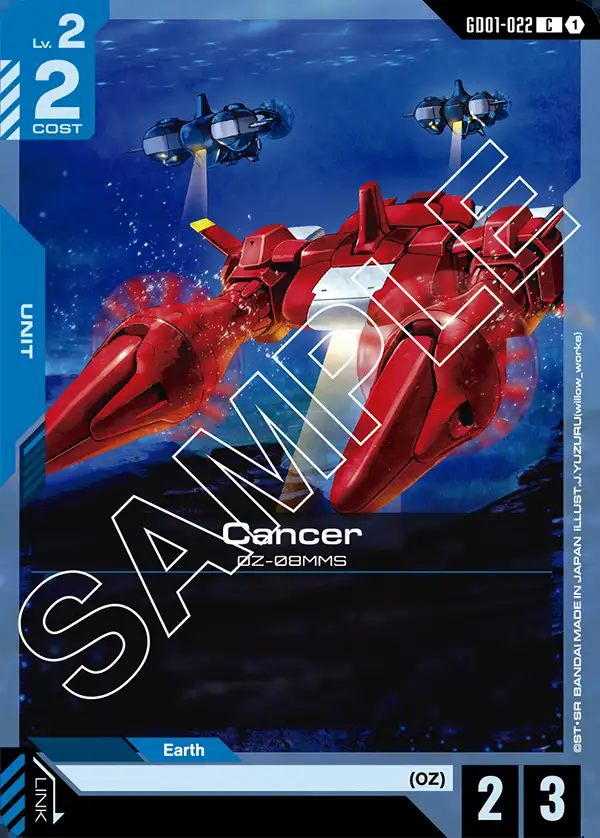 Lv. 2
2
COST
GD01-022 C 1
UNIT
SAMPLE
Cancer
OZ-08MMS
©ST・SR BANDAI MADE IN JAPAN ILLUST.J.YUZURU(willow_works)
Earth
LINK
(OZ)
2 3